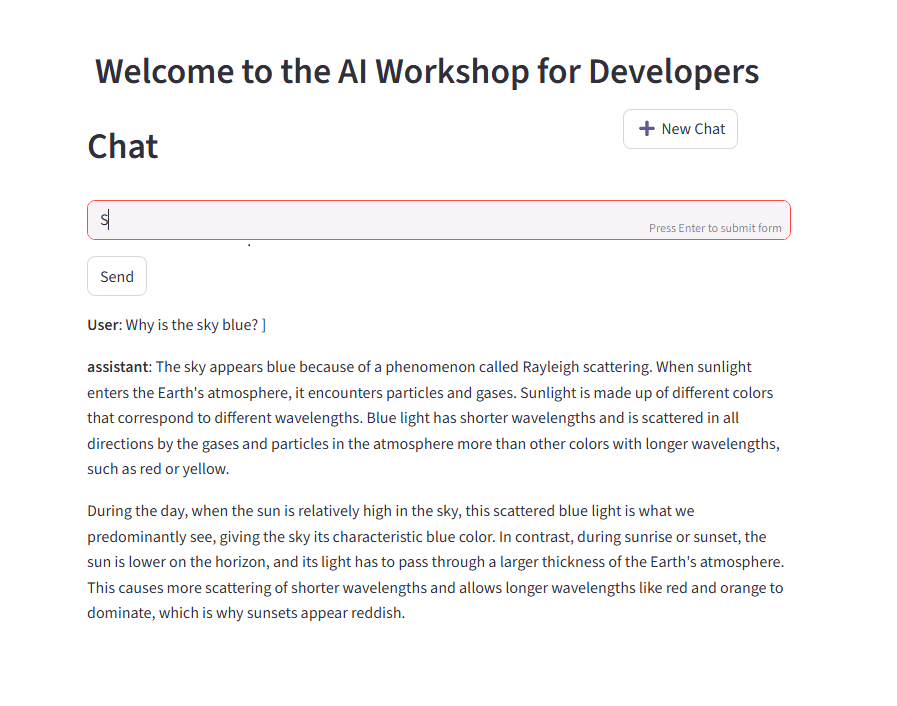 Welcome to the AI Workshop for Developers
New Chat
Chat
S
Press Enter to submit form
.
Send
User: Why is the sky blue? ]
assistant: The sky appears blue because of a phenomenon called Rayleigh scattering. When sunlight
enters the Earth's atmosphere, it encounters particles and gases. Sunlight is made up of different colors
that correspond to different wavelengths. Blue light has shorter wavelengths and is scattered in all
directions by the gases and particles in the atmosphere more than other colors with longer wavelengths,
such as red or yellow.
During the day, when the sun is relatively high in the sky, this scattered blue light is what we
predominantly see, giving the sky its characteristic blue color. In contrast, during sunrise or sunset, the
sun is lower on the horizon, and its light has to pass through a larger thickness of the Earth's atmosphere.
This causes more scattering of shorter wavelengths and allows longer wavelengths like red and orange to
dominate, which is why sunsets appear reddish.